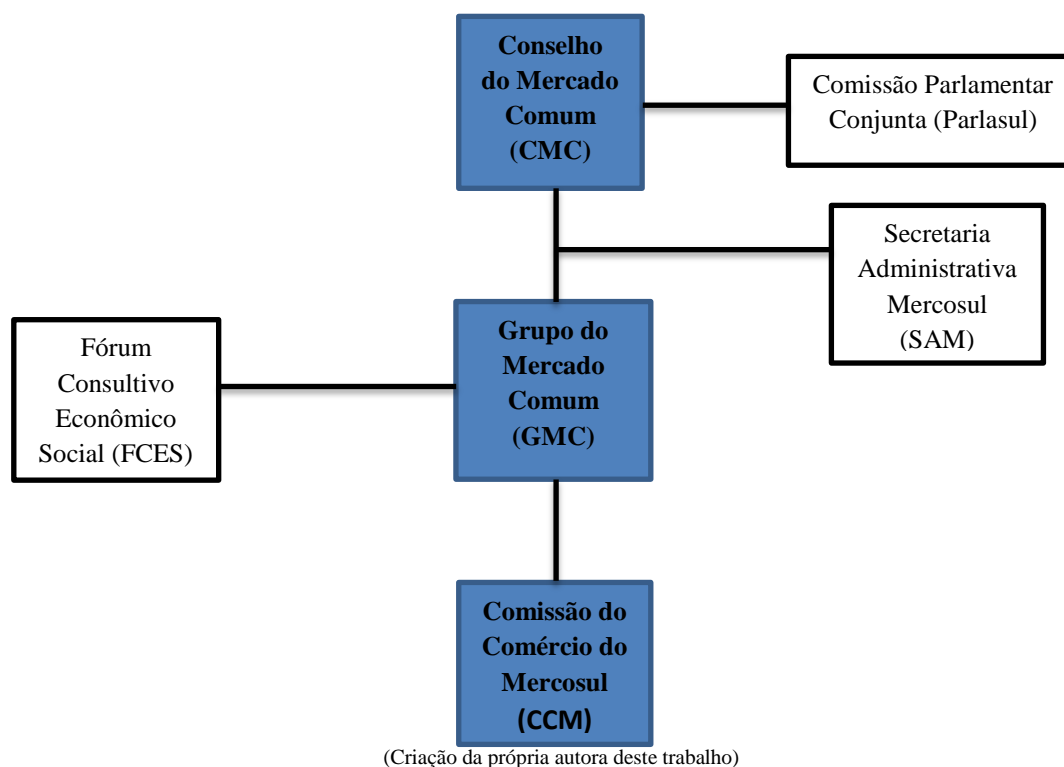 Conselho
do Mercado
Comum
(CMC)
Comissão Parlamentar
Conjunta (Parlasul)
Secretaria
Administrativa
Mercosul
(SAM)
Grupo do
Mercado
Comum
(GMC)
Fórum
Consultivo
Econômico
Social (FCES)
Comissão do
Comércio do
Mercosul
(CCM)
(Criação da própria autora deste trabalho)